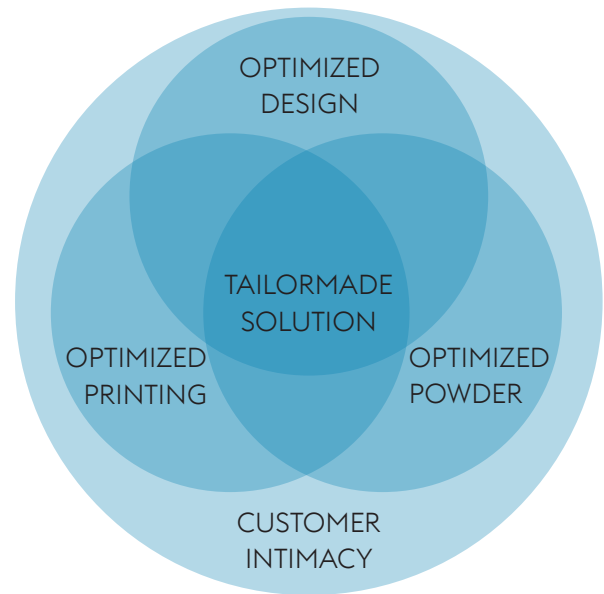 OPTIMIZED
DESIGN
TAILORMADE
SOLUTION
OPTIMIZED
PRINTING
OPTIMIZED
POWDER
CUSTOMER
INTIMACY